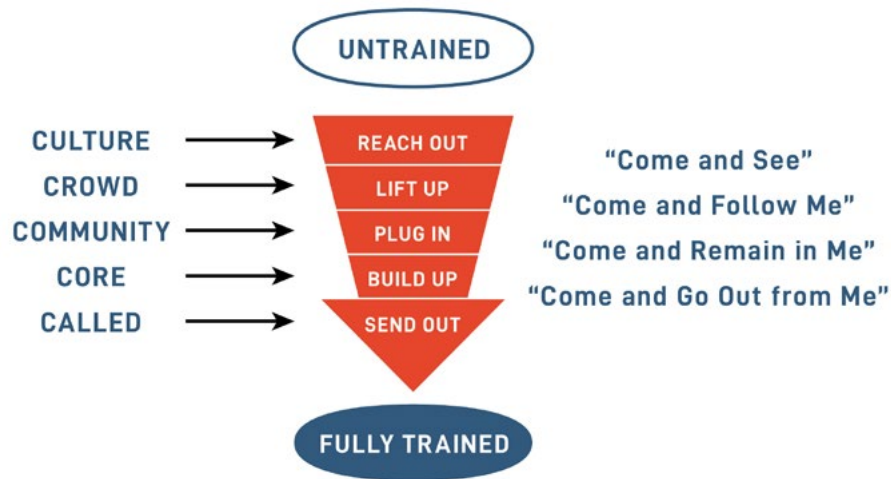 UNTRAINED
CULTURE
CROWD
COMMUNITY
CORE
CALLED
REACH OUT
LIFT UP
PLUG IN
BUILD UP
SEND OUT
“Come and See”
“Come and Follow Me”
“Come and Remain in Me”
“Come and Go Out from Me”
FULLY TRAINED